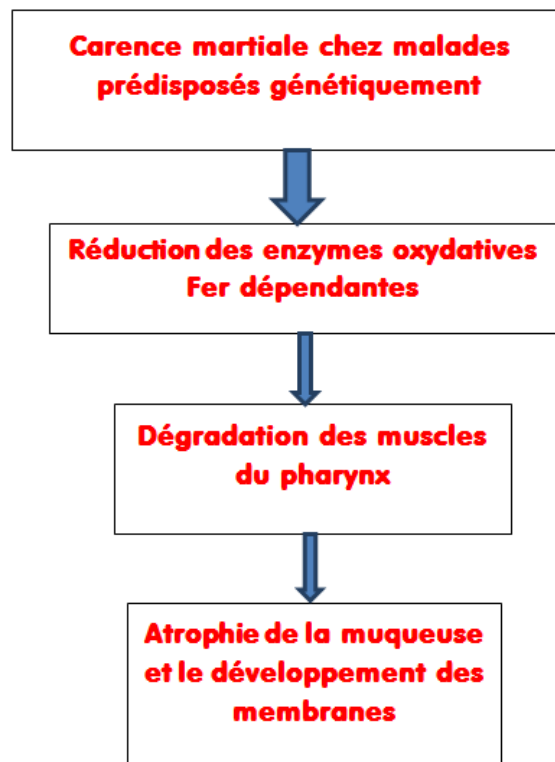 Carence martiale chez malades
prédisposés génétiquement
Réduction des enzymes oxydatives
Fer dépendantes
Dégradation des muscles
du pharynx
Atrophie de la muqueuse
et le développement des
membranes